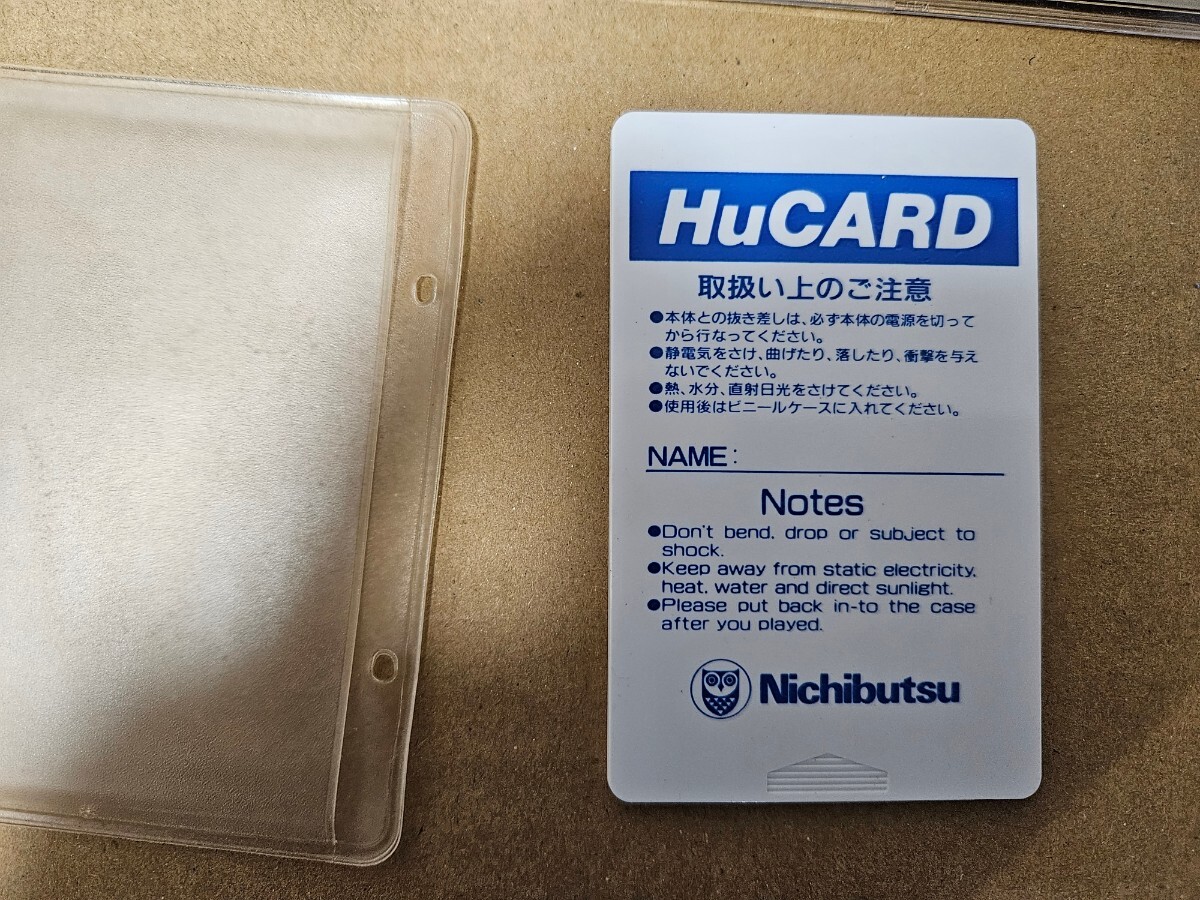 HuCARD
取扱い上のご注意
●本体との抜き差しは、必ず本体の電源を切って
から行なってください。
●静電気をさけ、曲げたり、落したり、衝撃を与え
ないでください。
●熱、水分、直射日光をさけてください。
●使用後はビニールケースに入れてください。
NAME:
Notes
●Don't bend, drop or subject to
shock.
●Keep away from static electricity,
heat, water and direct sunlight.
●Please put back in-to the case
after you played.
Nichibutsu